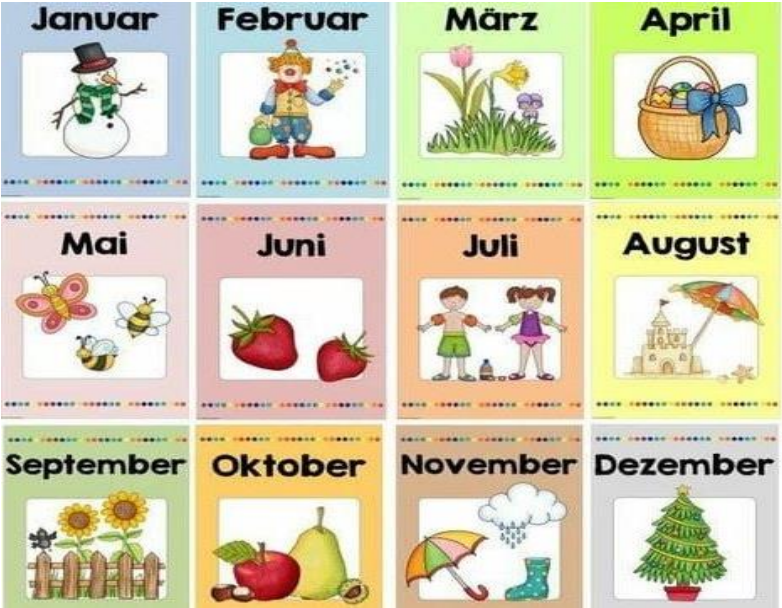 Januar
Februar
März
April
Mai
Juni
Juli
August
September
Oktober
November
Dezember